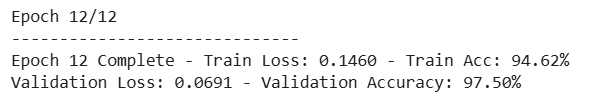 Epoch 12/12
------------------------------
Epoch 12 Complete - Train Loss: 0.1460 - Train Acc: 94.62%
Validation Loss: 0.0691 - Validation Accuracy: 97.50%